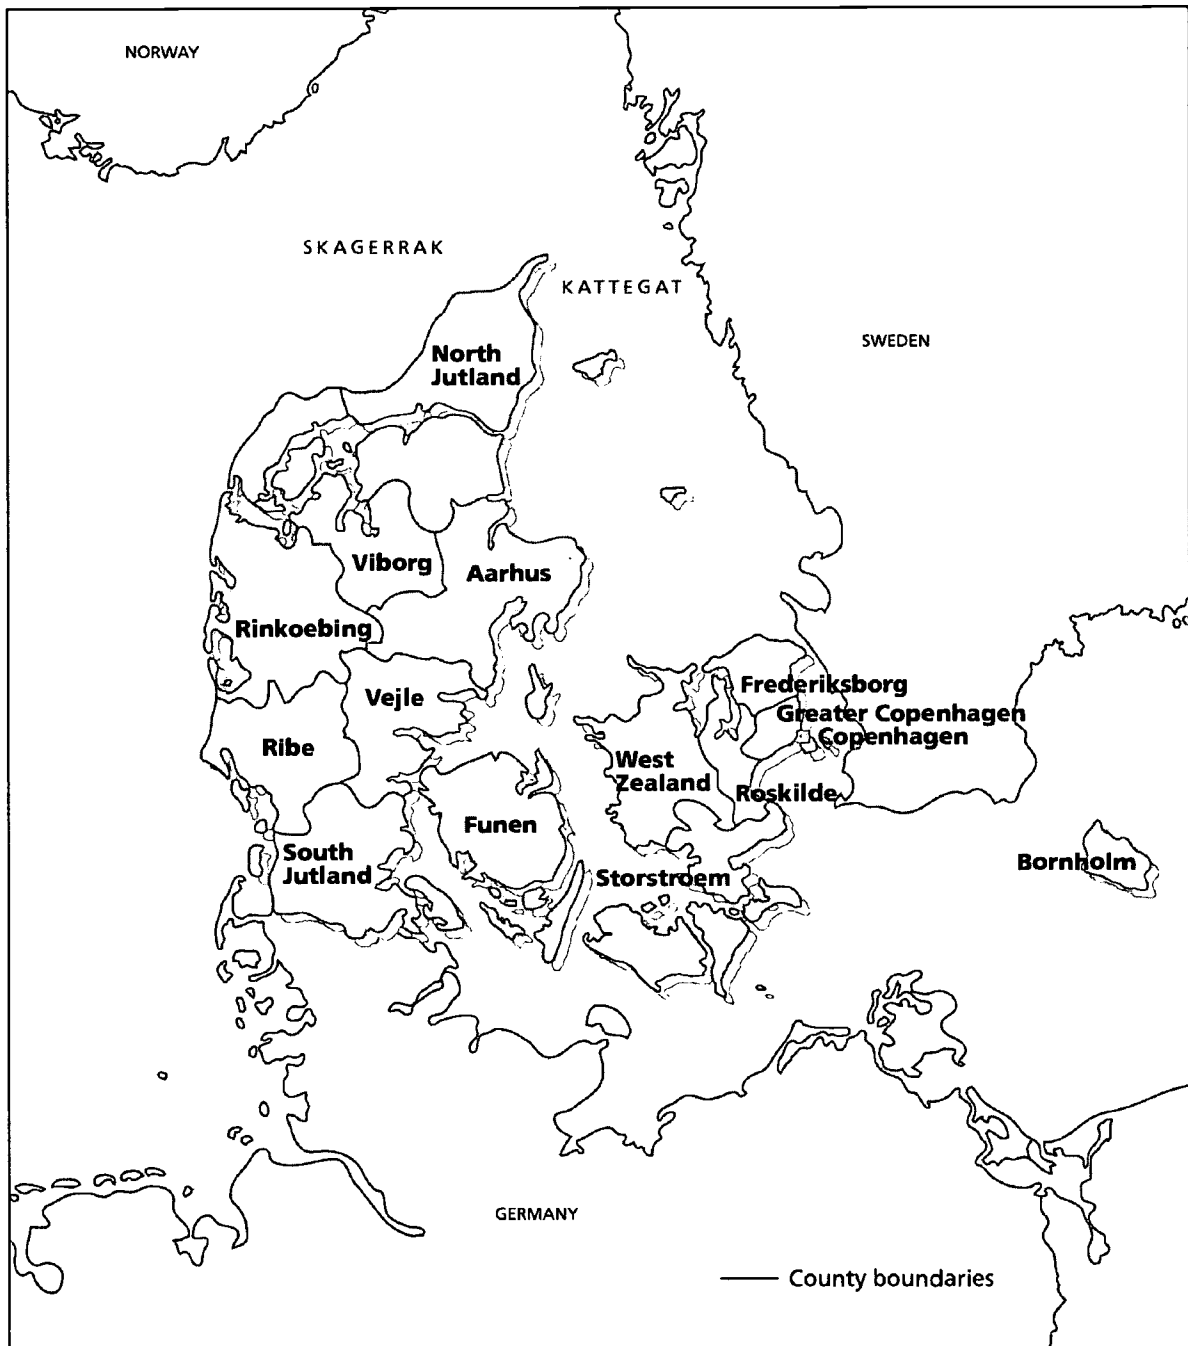 NORWAY
SKAGERRAK
KATTEGAT
SWEDEN
North
Jutland
Viborg
Aarhus
Rinkoebing
Vejle
Frederiksborg
Greater Copenhagen
Copenhagen
Ribe
West
Zealand
Roskilde
Funen
South
Jutland
Storstroem
Bornholm
GERMANY
County boundaries